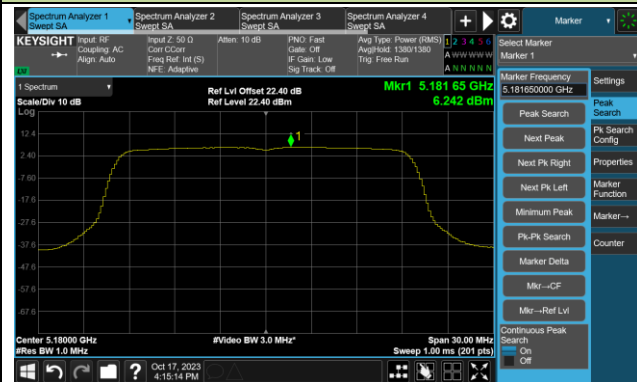 Spectrum Analyzer 1
Swept SA
Spectrum Analyzer 2
Swept SA
Spectrum Analyzer 3
Swept SA
Spectrum Analyzer 4
Swept SA
Marker
KEYSIGHT
Input: RF
Coupling: AC
Align: Auto
Input Z: 50 Ω
Corr CCorr
Freq Ref: Int (S)
NFE: Adaptive
Atten: 10 dB
PNO: Fast
Gate: Off
IF Gain: Low
Sig Track: Off
Avg Type: Power (RMS)
Avg|Hold: 1380/1380
Trig: Free Run
1 2 3 4 5 6
A W W W W W
A N N N N N
LXI
Select Marker
Marker 1
1 Spectrum
Scale/Div 10 dB
Log
Ref Lvl Offset 22.40 dB
Ref Level 22.40 dBm
Mkr1 5.181 65 GHz
6.242 dBm
12.4
2.40
-7.60
-17.6
-27.6
-37.6
-47.6
-57.6
-67.6
1
Center 5.18000 GHz
#Res BW 1.0 MHz
#Video BW 3.0 MHz*
Span 30.00 MHz
Sweep 1.00 ms (201 pts)
Marker Frequency
5.181650000 GHz
Peak Search
Next Peak
Next Pk Right
Next Pk Left
Minimum Peak
Pk-Pk Search
Marker Delta
Mkr→CF
Mkr→Ref Lvl
Continuous Peak
Search
On
Off
Settings
Peak
Search
Pk Search
Config
Properties
Marker
Function
Marker→
Counter
Oct 17, 2023
4:15:14 PM